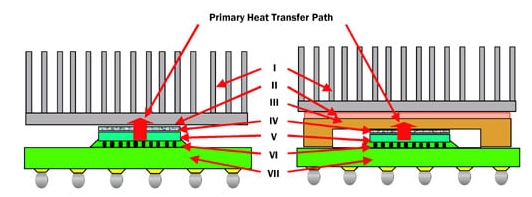 Primary Heat Transfer Path
I
II
III
IV
V
VI
VII